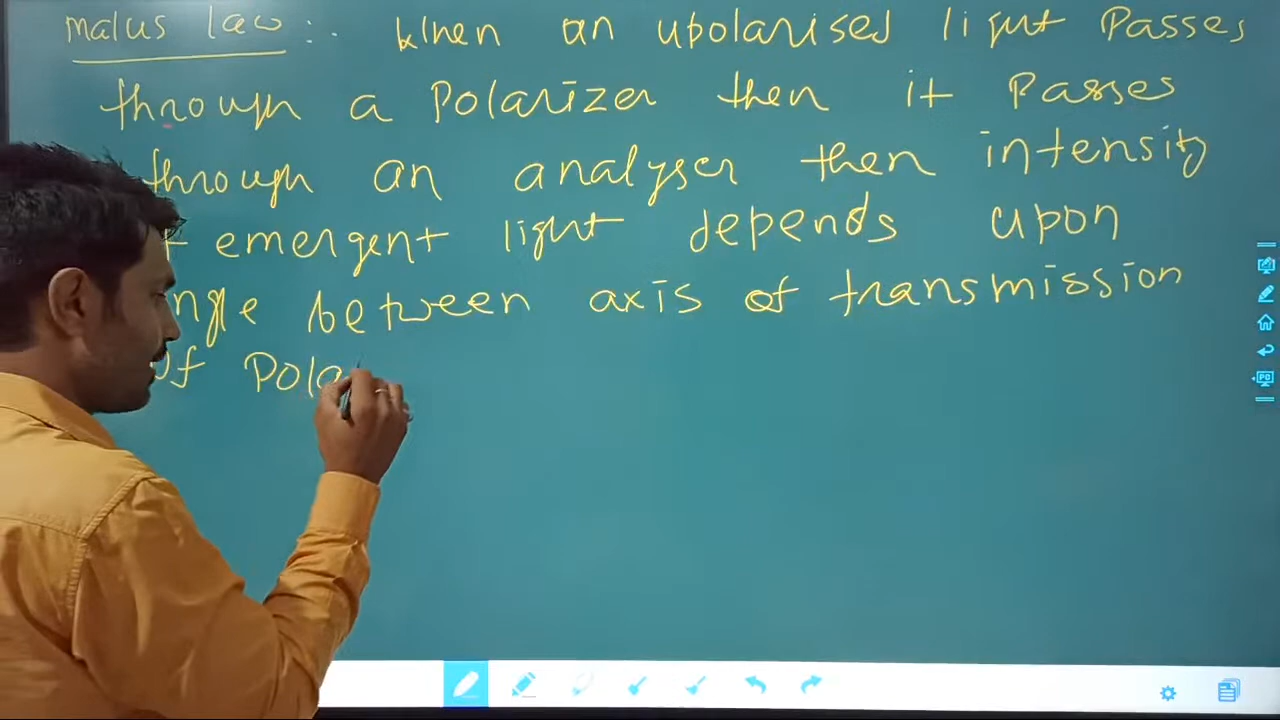 malus law :- When an upolarised light Passes
through a Polarizer then it Passes
through an analyser then intensity
emergent light depends upon
between axis of transmission
of Pola